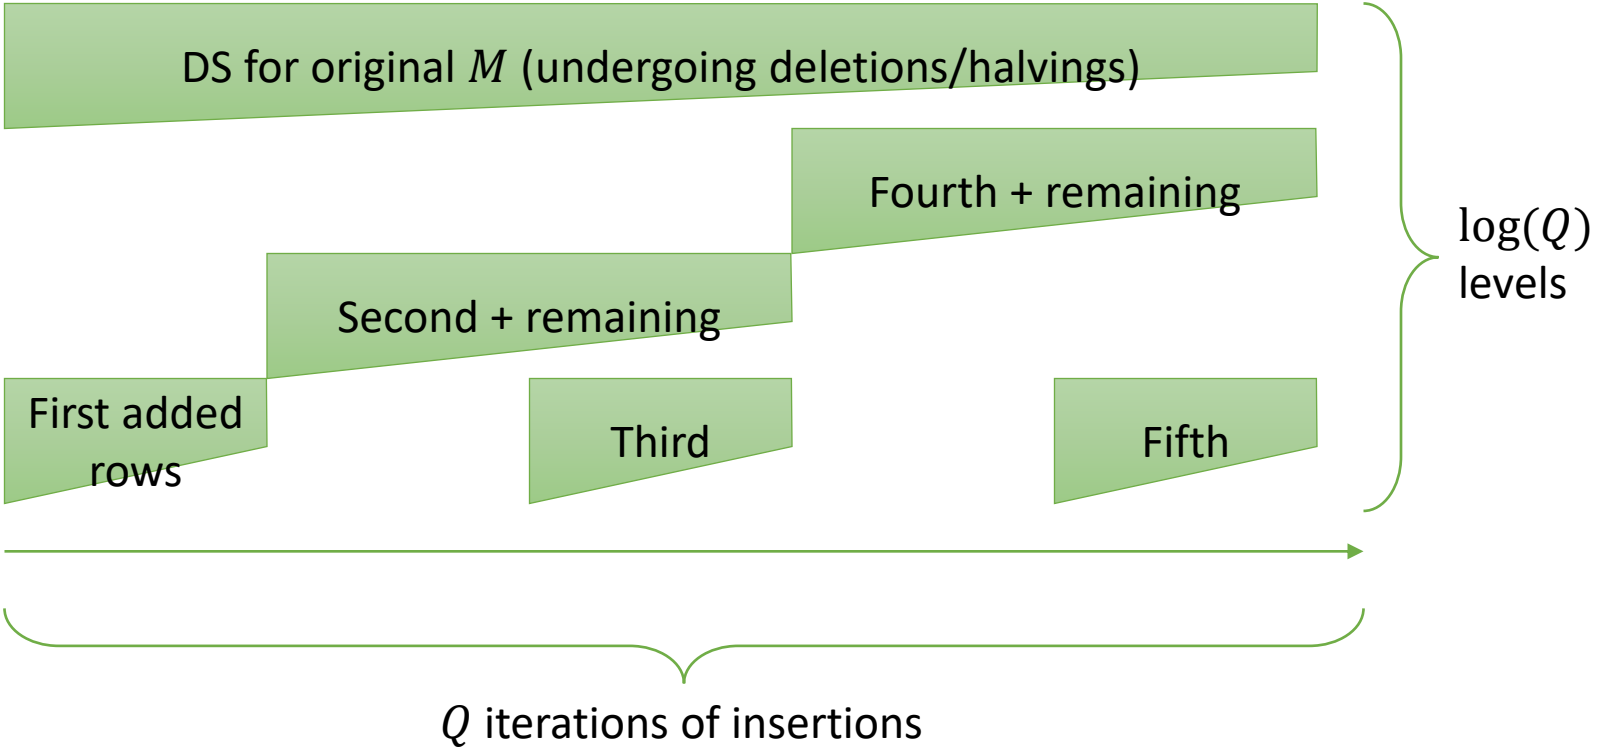 DS for original M (undergoing deletions/halvings)
Fourth + remaining
log(Q)
levels
Second + remaining
First added
rows
Third
Fifth
Q iterations of insertions